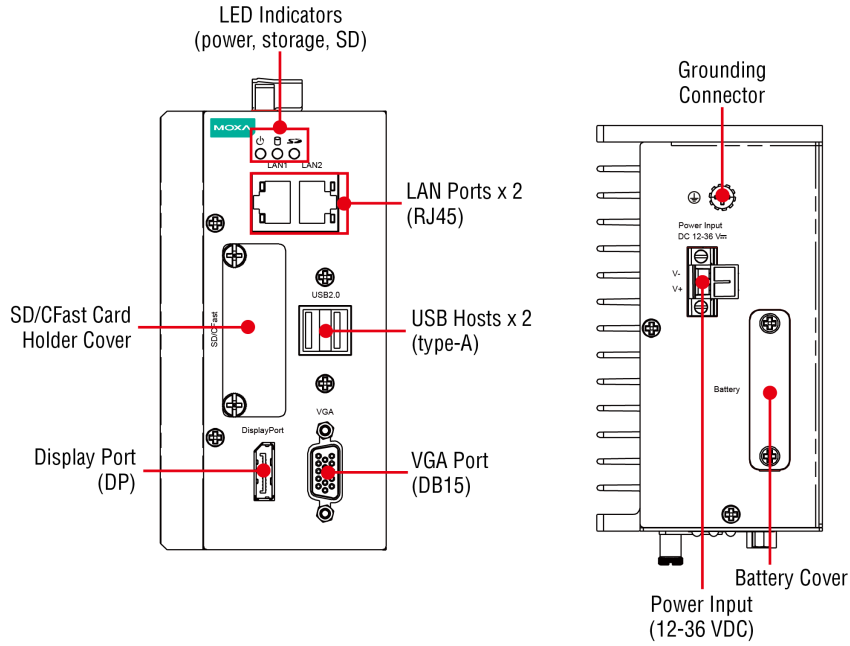 LED Indicators
(power, storage, SD)
MOXA
LAN1
LAN2
LAN Ports x 2
(RJ45)
SD/CFast Card
Holder Cover
SD/CFast
USB2.0
USB Hosts x 2
(type-A)
VGA
DisplayPort
Display Port
(DP)
VGA Port
(DB15)
Grounding
Connector
Power Input
DC 12-36 V
V-
V+
Battery
Battery Cover
Power Input
(12-36 VDC)